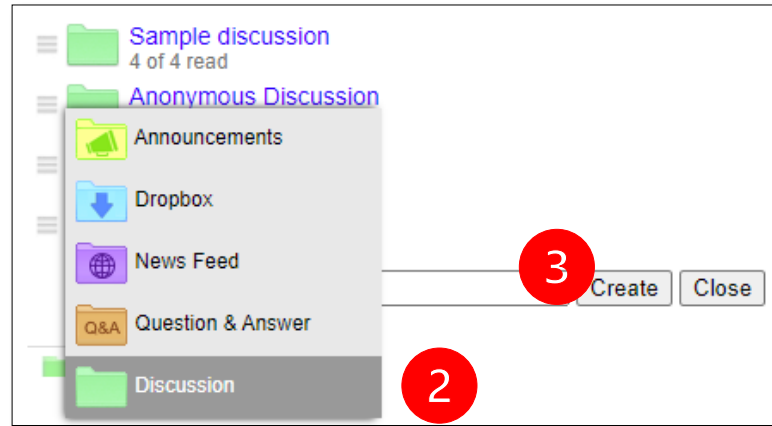 Sample discussion
4 of 4 read
Anonymous Discussion
Announcements
Dropbox
News Feed
3
Create Close
Q&A Question & Answer
Discussion
2